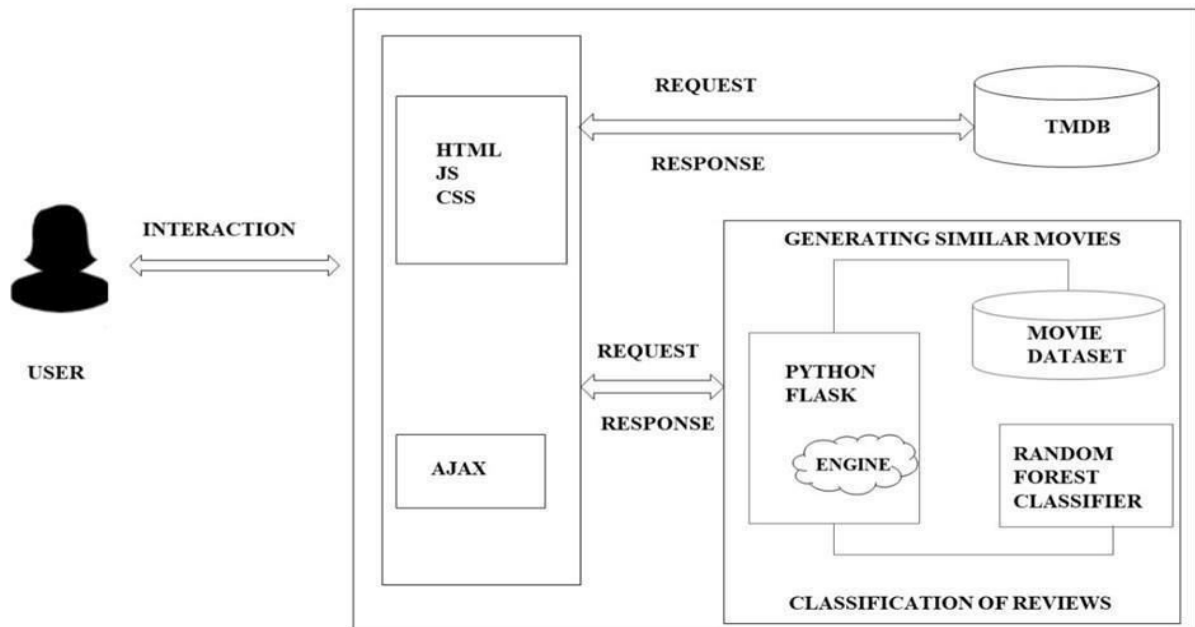 REQUEST
TMDB
HTML
JS
CSS
RESPONSE
INTERACTION
USER
GENERATING SIMILAR MOVIES
MOVIE
DATASET
REQUEST
RESPONSE
PYTHON
FLASK
ENGINE
AJAX
RANDOM
FOREST
CLASSIFIER
CLASSIFICATION OF REVIEWS